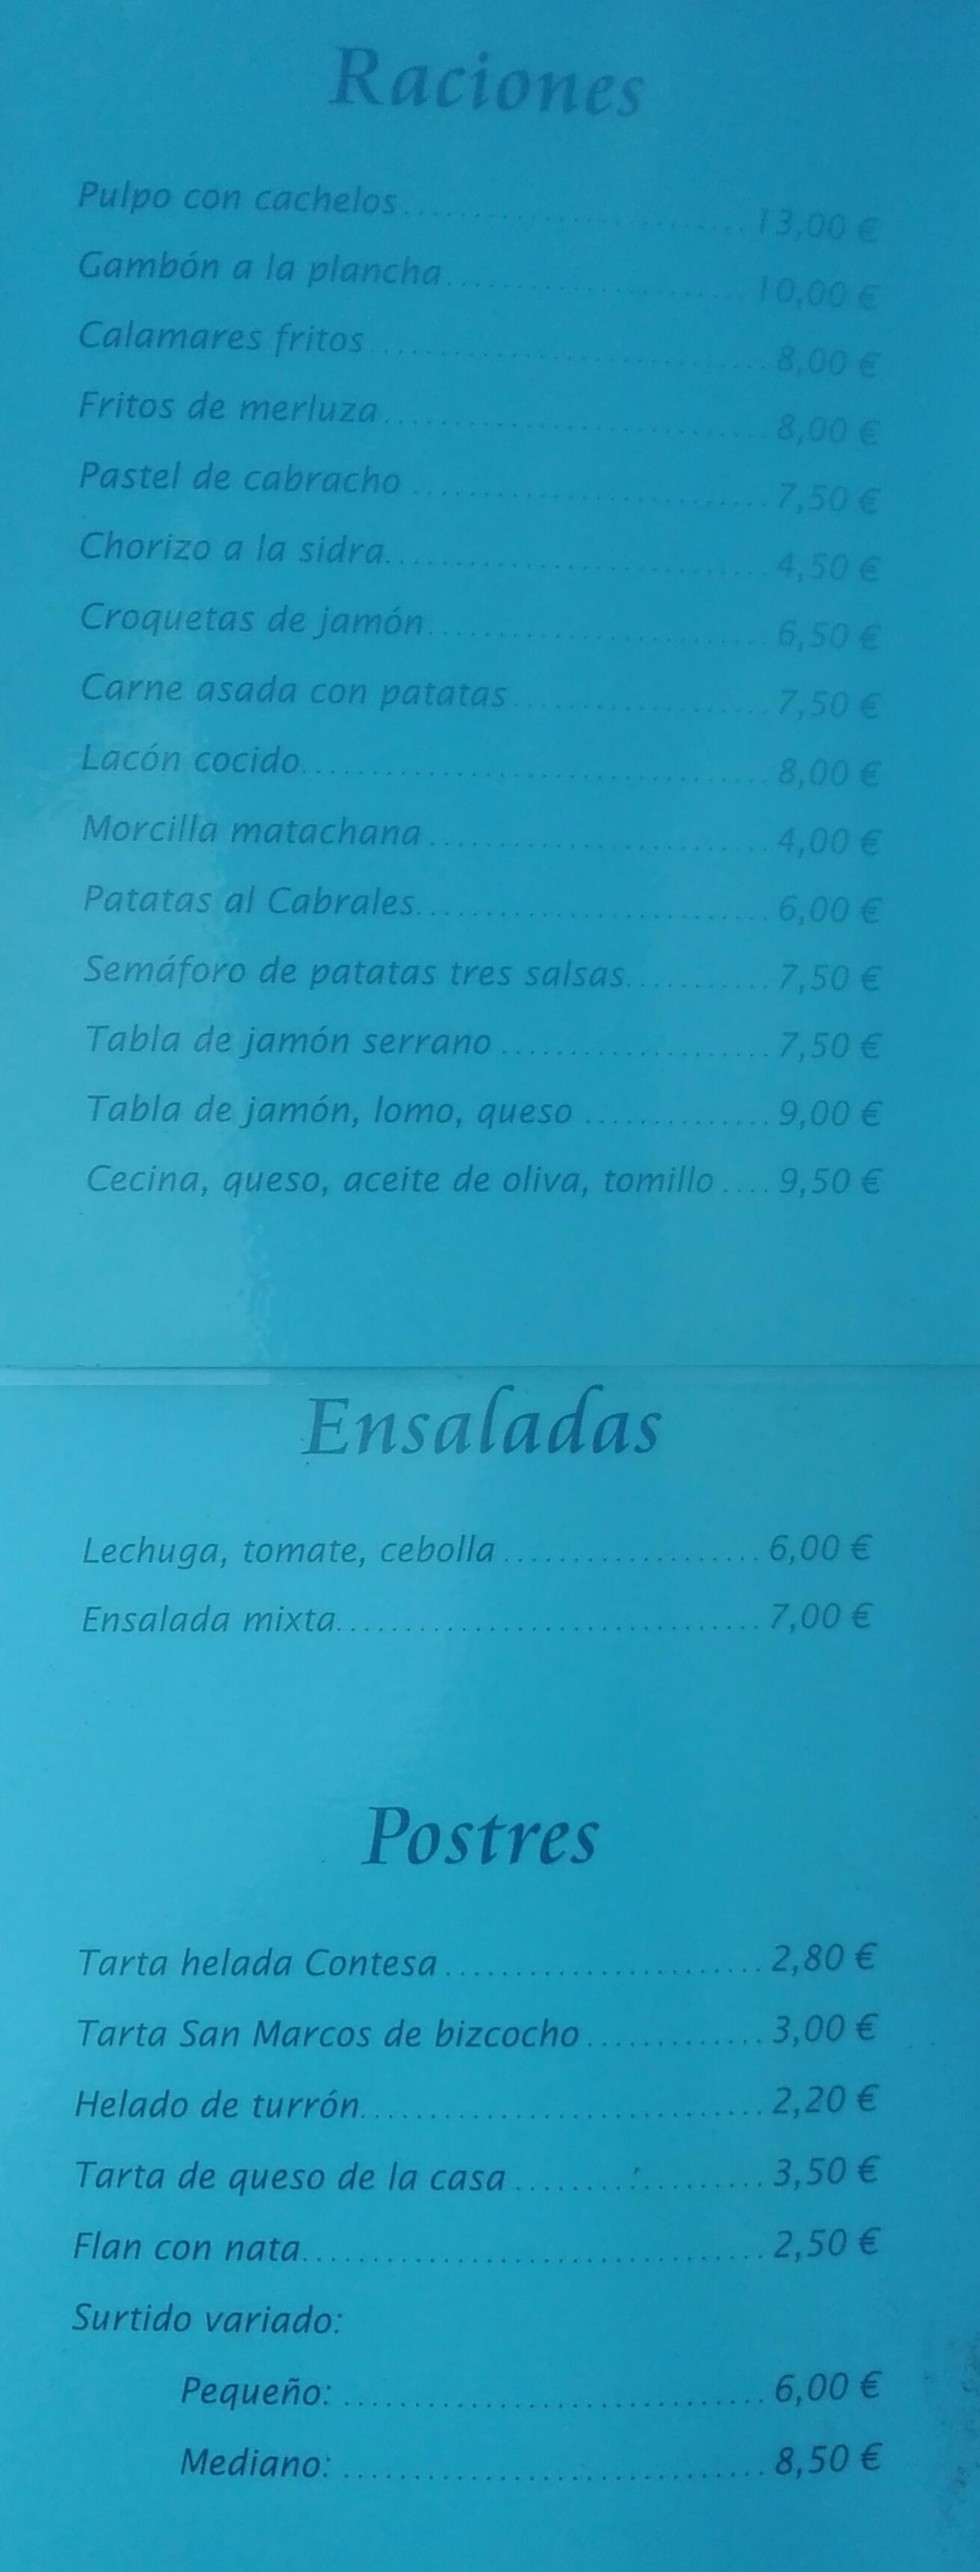 Raciones
Pulpo con cachelos.........................13,00 €
Gambón a la plancha......................10,00 €
Calamares fritos.............................8,00 €
Fritos de merluza............................8,00 €
Pastel de cabracho ..........................7,50 €
Chorizo a la sidra............................4,50 €
Croquetas de jamón.........................6,50 €
Carne asada con patatas...................7,50 €
Lacón cocido..................................8,00 €
Morcilla matachana .........................4,00 €
Patatas al Cabrales..........................6,00 €
Semáforo de patatas tres salsas...........7,50 €
Tabla de jamón serrano ....................7,50 €
Tabla de jamón, lomo, queso ..............9,00 €
Cecina, queso, aceite de oliva, tomillo ....9,50 €
Ensaladas
Lechuga, tomate, cebolla ...................6,00 €
Ensalada mixta...............................7,00 €
Postres
Tarta helada Contesa .......................2,80 €
Tarta San Marcos de bizcocho .............3,00 €
Helado de turrón.............................2,20 €
Tarta de queso de la casa ..................3,50 €
Flan con nata..................................2,50 €
Surtido variado:
Pequeño: ...............................6,00 €
Mediano: ...............................8,50 €